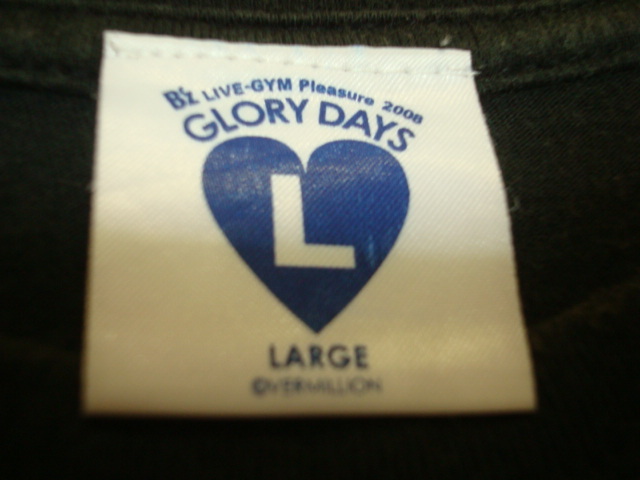 B'z LIVE-GYM Pleasure 2008
GLORY DAYS
L
LARGE
©VERMILLION